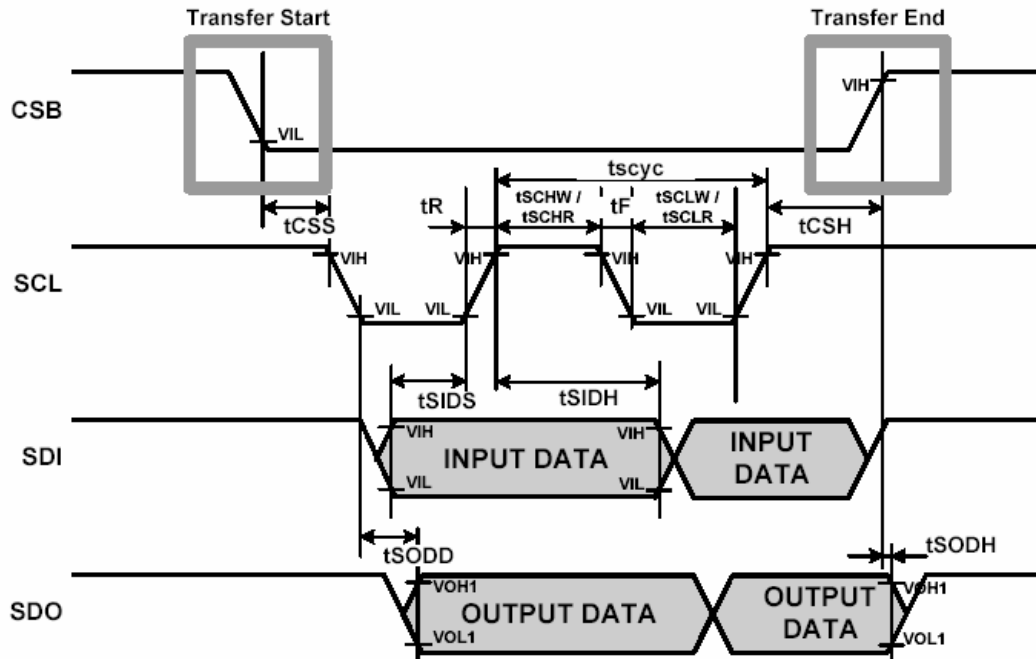 Transfer Start
Transfer End
CSB
VIL
VIH
tscyc
tCSS
tR
tSCHW /
tSCHR
tF
tSCLW /
tSCLR
tCSH
SCL
VIH
VIH
VIH
VIH
VIL
VIL
VIL
VIL
tSIDS
tSIDH
SDI
VIH
VIH
INPUT DATA
INPUT
DATA
VIL
VIL
tSODD
tSODH
SDO
VOH1
VOH1
OUTPUT DATA
OUTPUT
DATA
VOL1
VOL1